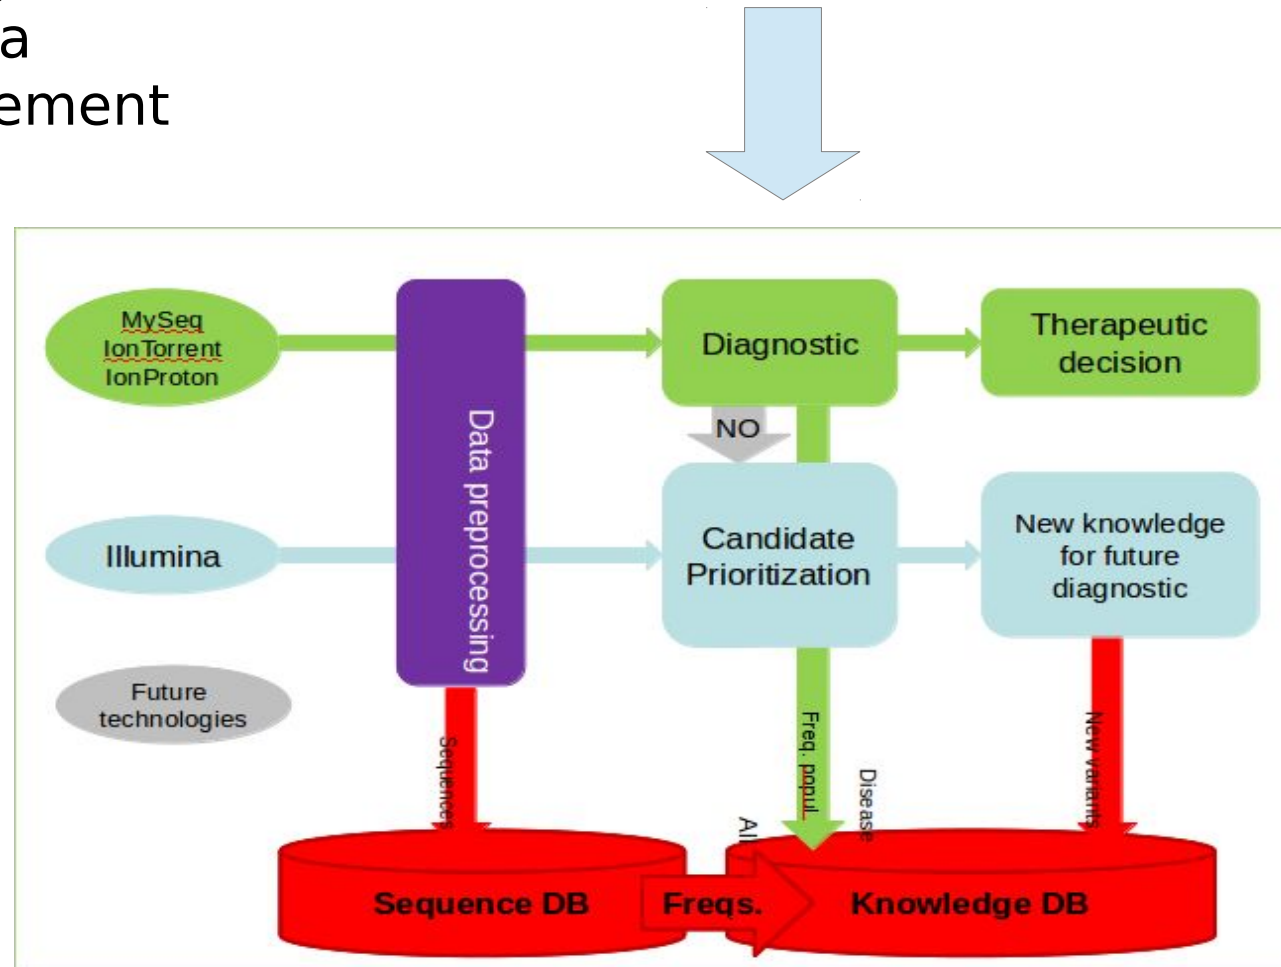 a
ement
MySeq
IonTorrent
IonProton
Diagnostic
Therapeutic
decision
NO
Data preprocessing
Illumina
Candidate
Prioritization
New knowledge
for future
diagnostic
Future
technologies
Sequences
Freq. popul.
Disease
All
New variants
Sequence DB
Freqs.
Knowledge DB